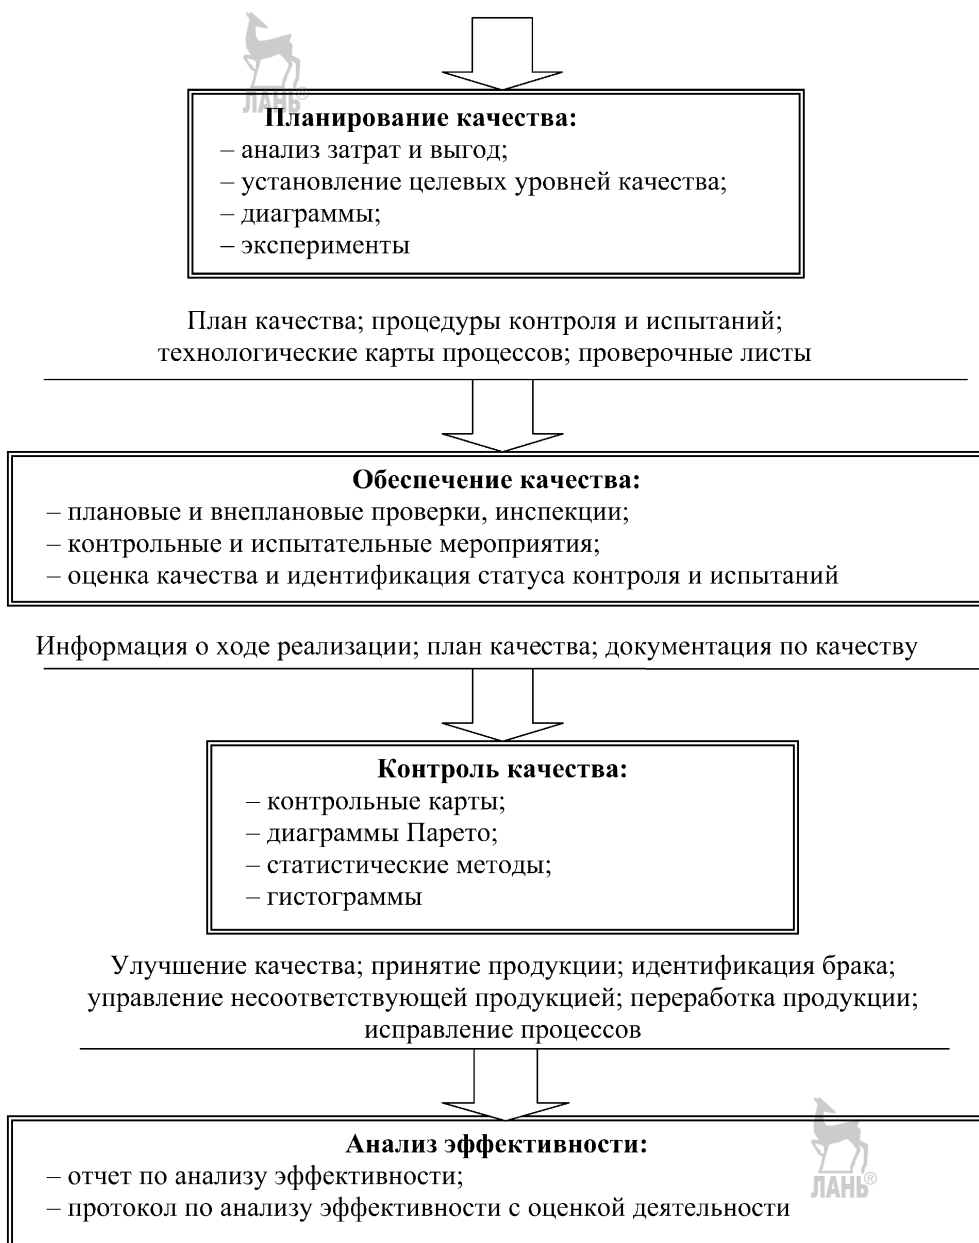 ЛАНЬ®
Планирование качества:
– анализ затрат и выгод;
– установление целевых уровней качества;
– диаграммы;
– эксперименты
План качества; процедуры контроля и испытаний;
технологические карты процессов; проверочные листы
Обеспечение качества:
– плановые и внеплановые проверки, инспекции;
– контрольные и испытательные мероприятия;
– оценка качества и идентификация статуса контроля и испытаний
Информация о ходе реализации; план качества; документация по качеству
Контроль качества:
– контрольные карты;
– диаграммы Парето;
– статистические методы;
– гистограммы
Улучшение качества; принятие продукции; идентификация брака;
управление несоответствующей продукцией; переработка продукции;
исправление процессов
Анализ эффективности:
– отчет по анализу эффективности;
– протокол по анализу эффективности с оценкой деятельности
ЛАНЬ®